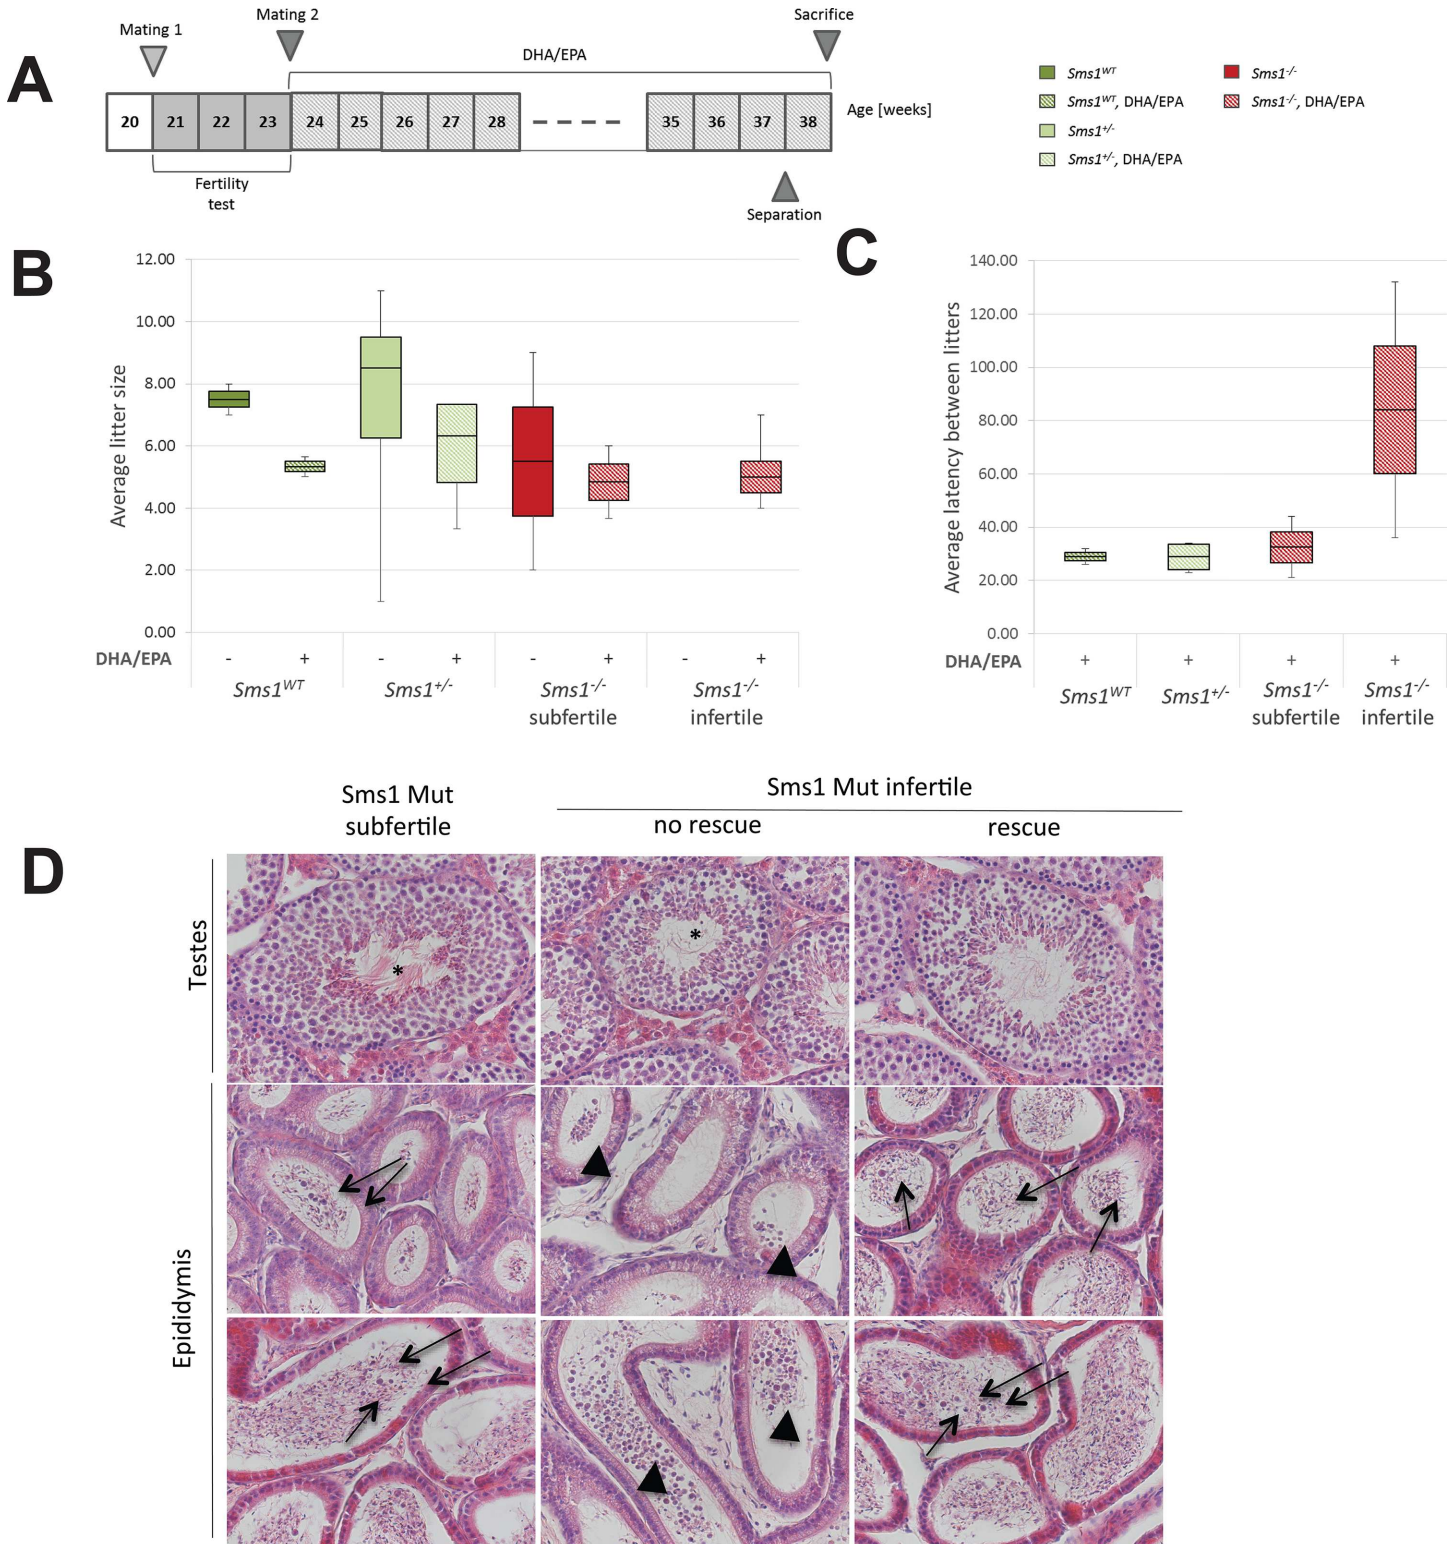 A
Mating 1
Mating 2
Sacrifice
DHA/EPA
20 21 22 23 24 25 26 27 28 35 36 37 38
Age [weeks]
Fertility
test
Separation
Sms1WT
Sms1WT, DHA/EPA
Sms1+/-
Sms1+/-, DHA/EPA
Sms1-/-
Sms1-/-, DHA/EPA
B
Average litter size
12.00
10.00
8.00
6.00
4.00
2.00
0.00
DHA/EPA - + - + - + - +
Sms1WT Sms1+/- Sms1-/- Sms1-/-
subfertile infertile
C
Average latency between litters
140.00
120.00
100.00
80.00
60.00
40.00
20.00
0.00
DHA/EPA + + + +
Sms1WT Sms1+/- Sms1-/- Sms1-/-
subfertile infertile
D
Sms1 Mut
subfertile
Sms1 Mut infertile
no rescue rescue
Testes
* *
Epididymis